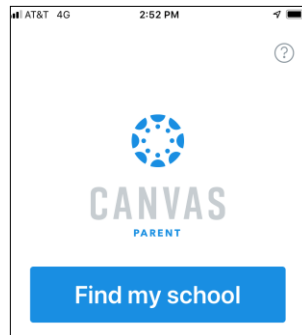 AT&T 4G 2:52 PM
?
CANVAS
PARENT
Find my school